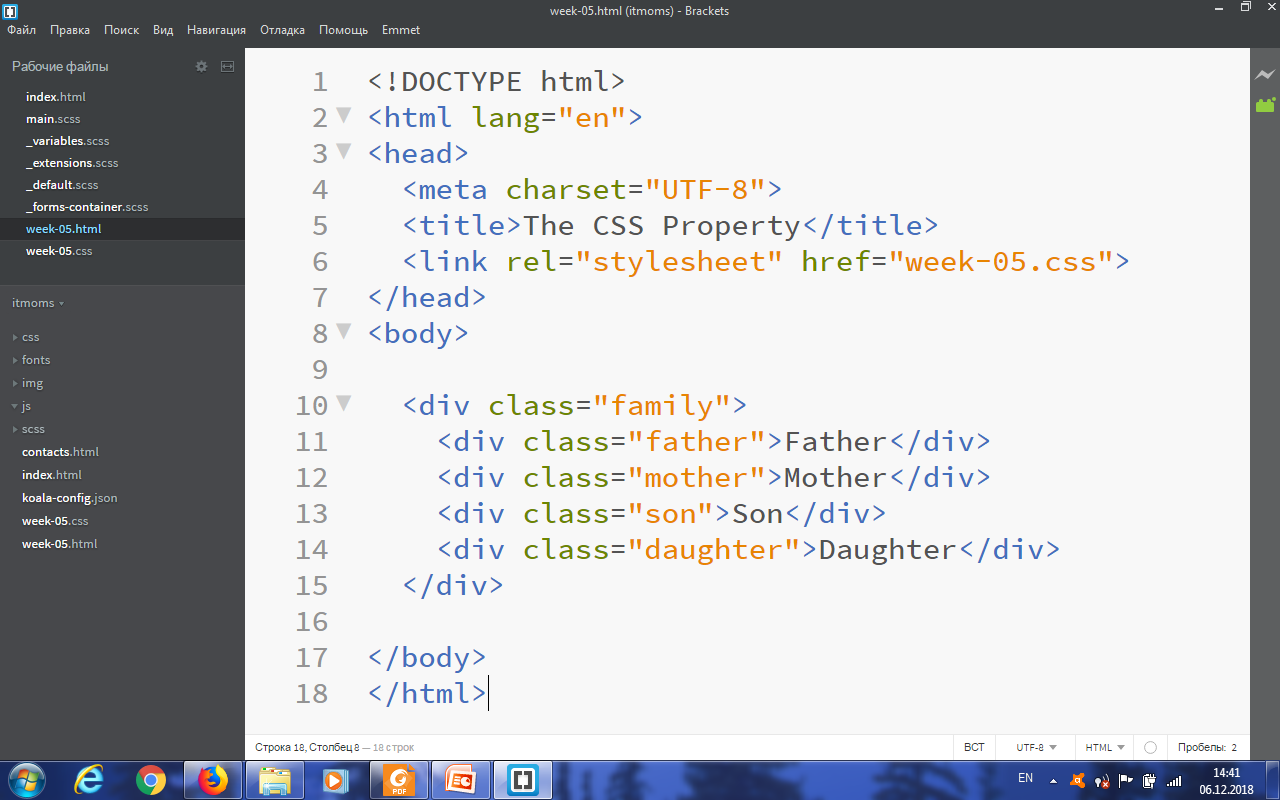 week-05.html (itmoms) - Brackets
Файл Правка Поиск Вид Навигация Отладка Помощь Emmet
Рабочие файлы
index.html
main.scss
_variables.scss
_extensions.scss
_default.scss
_forms-container.scss
week-05.html
week-05.css
itmoms
css
fonts
img
js
scss
contacts.html
index.html
koala-config.json
week-05.css
week-05.html
1 <!DOCTYPE html>
2 <html lang="en">
3 <head>
4 <meta charset="UTF-8">
5 <title>The CSS Property</title>
6 <link rel="stylesheet" href="week-05.css">
7 </head>
8 <body>
9
10 <div class="family">
11 <div class="father">Father</div>
12 <div class="mother">Mother</div>
13 <div class="son">Son</div>
14 <div class="daughter">Daughter</div>
15 </div>
16
17 </body>
18 </html>
Строка 18, Столбец 8 — 18 строк ВСТ UTF-8 HTML Пробелы: 2
PDF
EN
14:41
06.12.2018